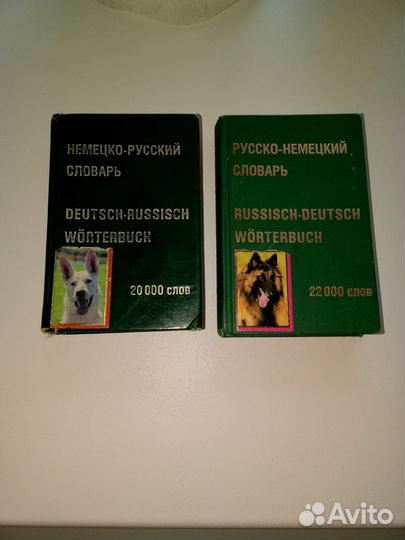 НЕМЕЦКО-РУССКИЙ
СЛОВАРЬ
DEUTSCH-RUSSISCH
WÖRTERBUCH
20 000 слов
РУССКО-НЕМЕЦКИЙ
СЛОВАРЬ
RUSSISCH-DEUTSCH
WÖRTERBUCH
22 000 слов
Avito